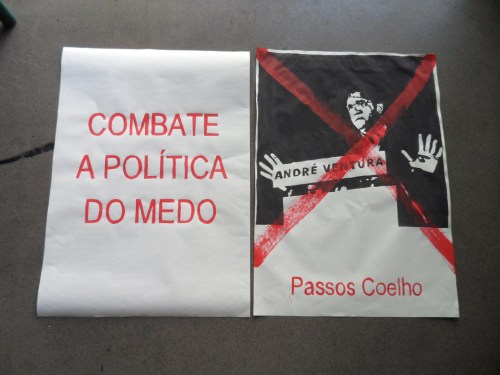 COMBATE
A POLÍTICA
DO MEDO
ANDRÉ VENTURA
Passos Coelho